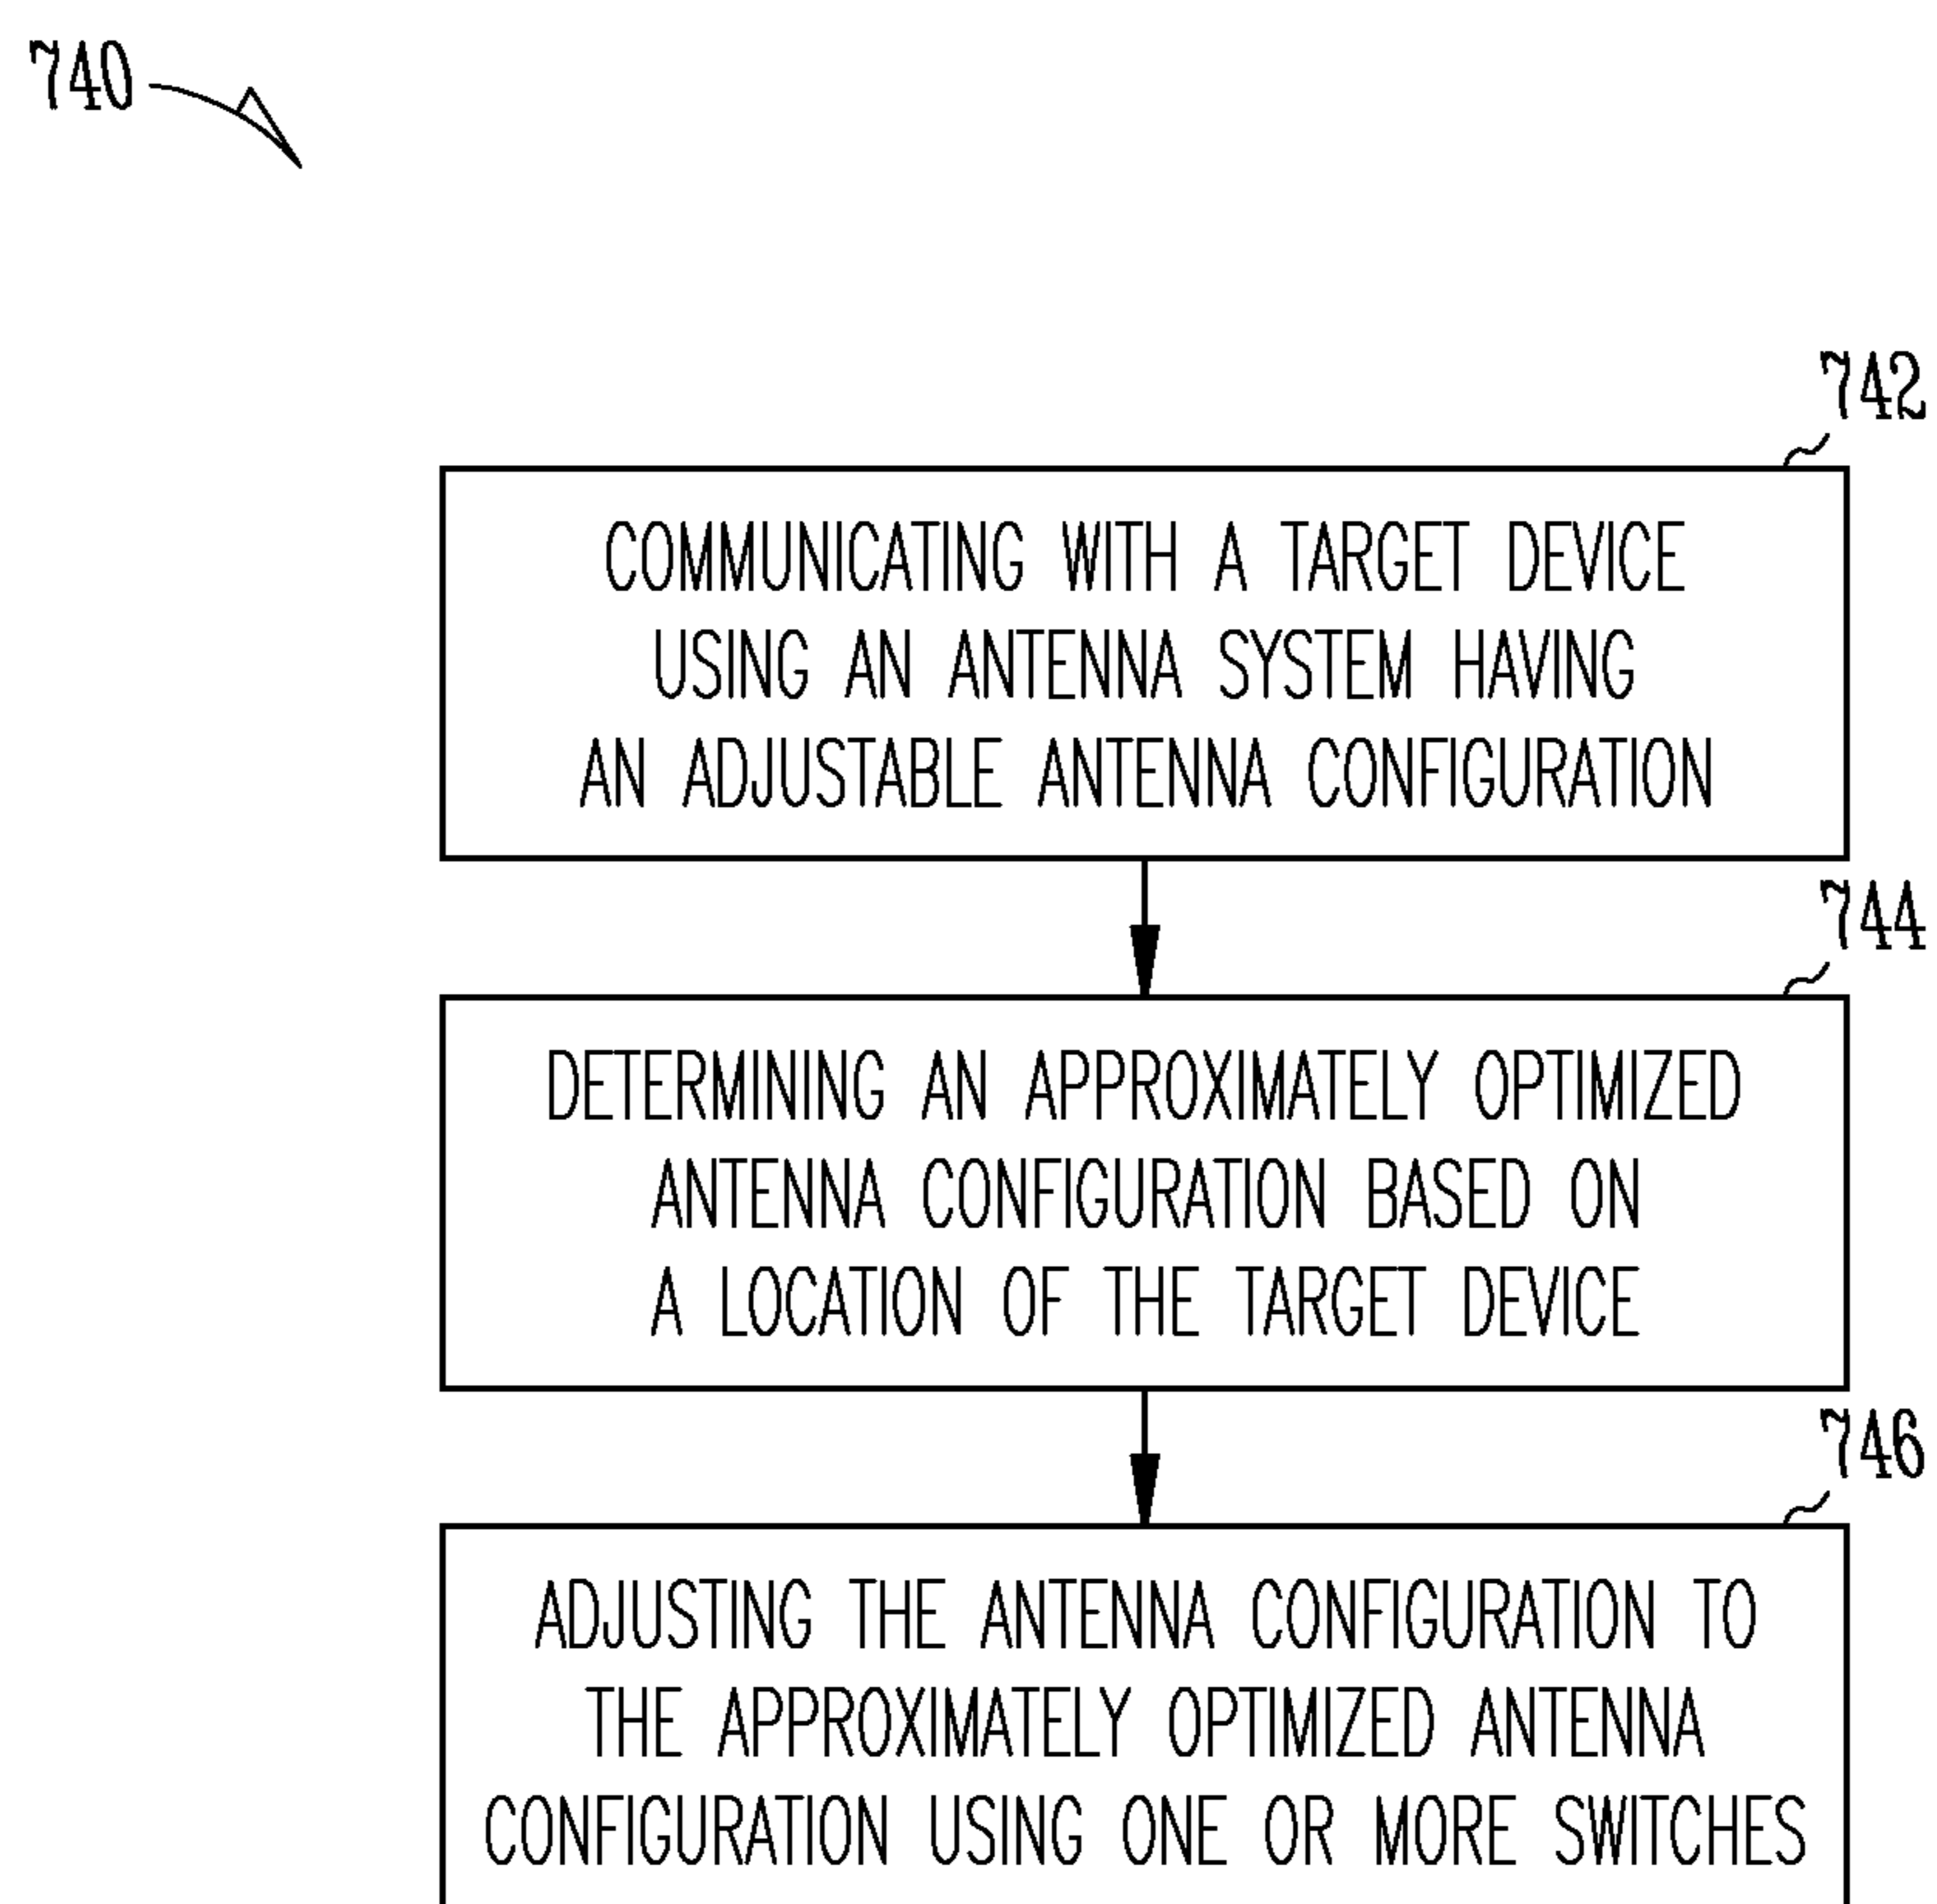 740
742
COMMUNICATING WITH A TARGET DEVICE
USING AN ANTENNA SYSTEM HAVING
AN ADJUSTABLE ANTENNA CONFIGURATION
744
DETERMINING AN APPROXIMATELY OPTIMIZED
ANTENNA CONFIGURATION BASED ON
A LOCATION OF THE TARGET DEVICE
746
ADJUSTING THE ANTENNA CONFIGURATION TO
THE APPROXIMATELY OPTIMIZED ANTENNA
CONFIGURATION USING ONE OR MORE SWITCHES